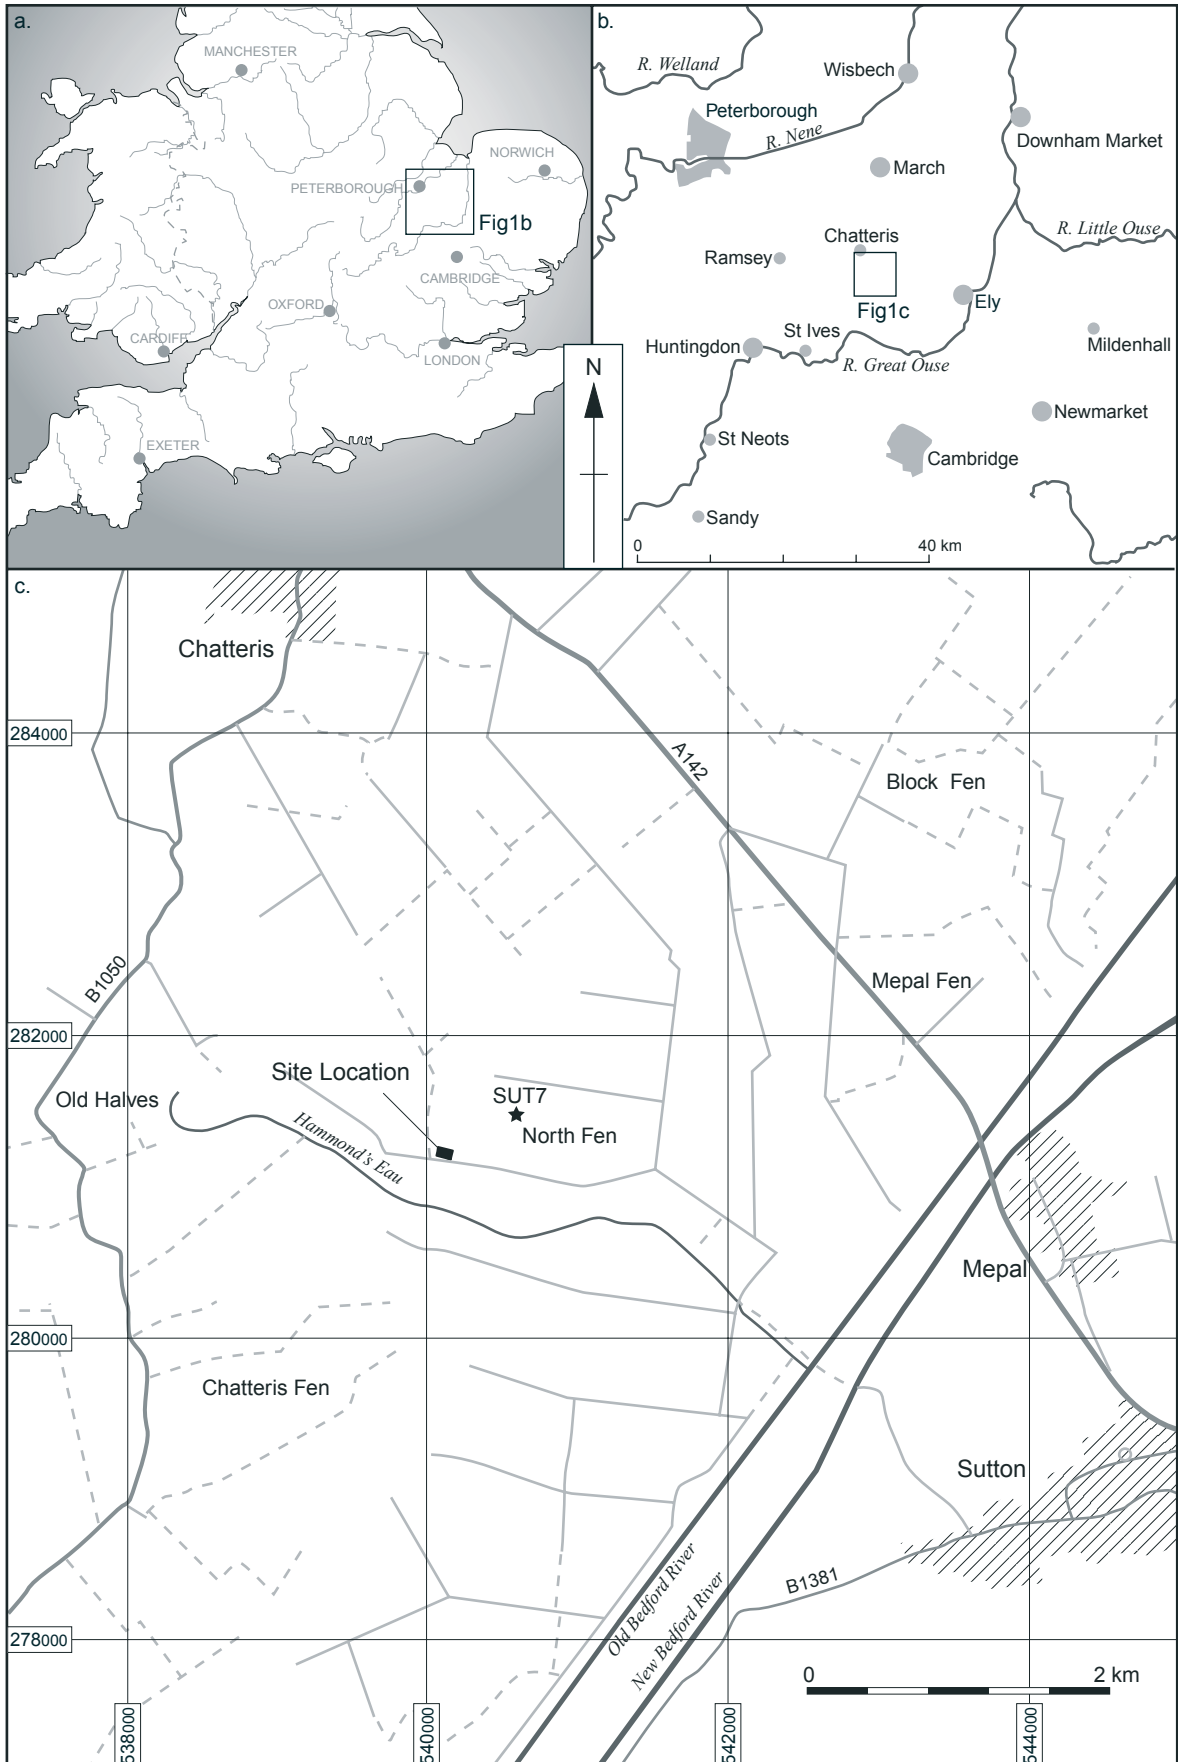 a.
MANCHESTER
NORWICH
PETERBOROUGH
Fig1b
CAMBRIDGE
OXFORD
CARDIFF
LONDON
EXETER
N
b.
R. Welland
Wisbech
Peterborough
R. Nene
Downham Market
March
R. Little Ouse
Chatteris
Ramsey
Fig1c
Ely
St Ives
Huntingdon
R. Great Ouse
Mildenhall
Newmarket
St Neots
Cambridge
Sandy
0
40 km
c.
Chatteris
284000
A142
Block Fen
B1050
Mepal Fen
282000
Site Location
Old Halves
SUT7
North Fen
Hammond's Eau
Mepal
280000
Chatteris Fen
Sutton
Old Bedford River
New Bedford River
B1381
278000
0
2 km
538000
540000
542000
544000